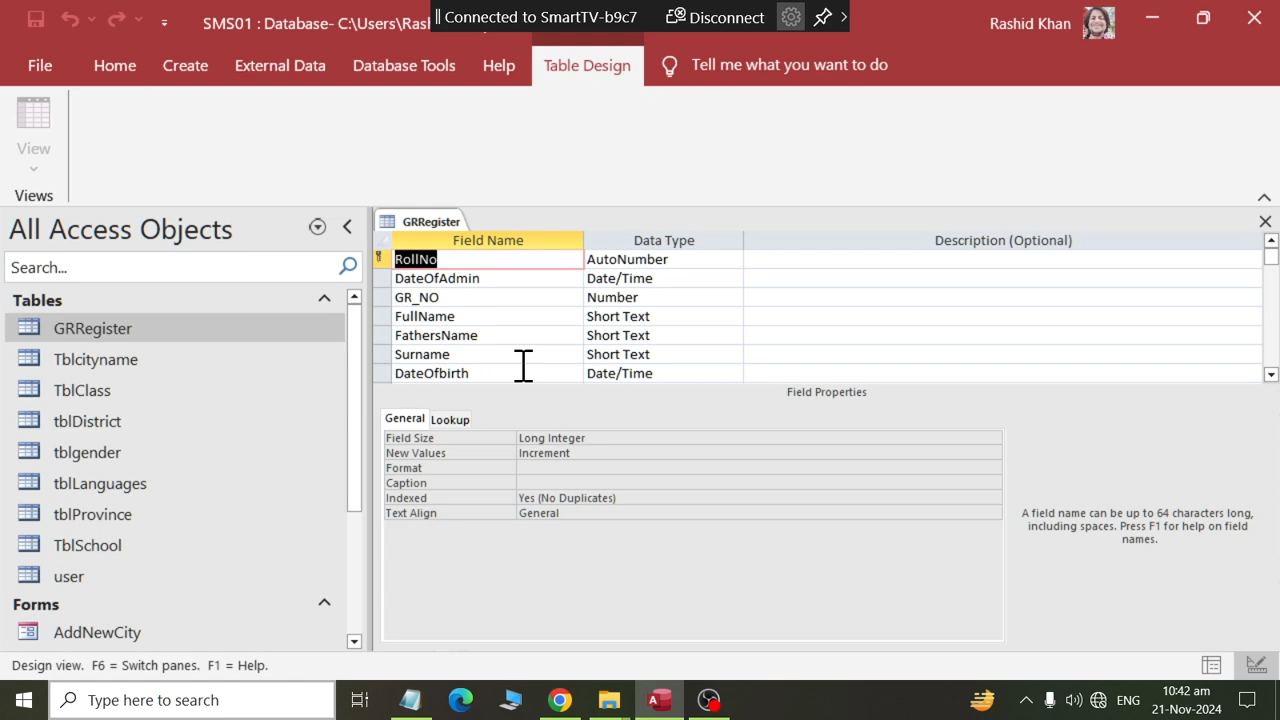 SMS01 : Database- C:\Users\Ras
Connected to SmartTV-b9c7
Disconnect
Rashid Khan
File
Home
Create
External Data
Database Tools
Help
Table Design
Tell me what you want to do
View
Views
All Access Objects
Search...
Tables
GRRegister
Tblcityname
TblClass
tblDistrict
tblgender
tblLanguages
tblProvince
TblSchool
user
Forms
AddNewCity
GRRegister
Field Name Data Type Description (Optional)
RollNo AutoNumber
DateOfAdmin Date/Time
GR_NO Number
FullName Short Text
FathersName Short Text
Surname Short Text
DateOfbirth Date/Time
Field Properties
General Lookup
Field Size Long Integer
New Values Increment
Format
Caption
Indexed Yes (No Duplicates)
Text Align General
A field name can be up to 64 characters long,
including spaces. Press F1 for help on field
names.
Design view. F6 = Switch panes. F1 = Help.
Type here to search
ENG
10:42 am
21-Nov-2024